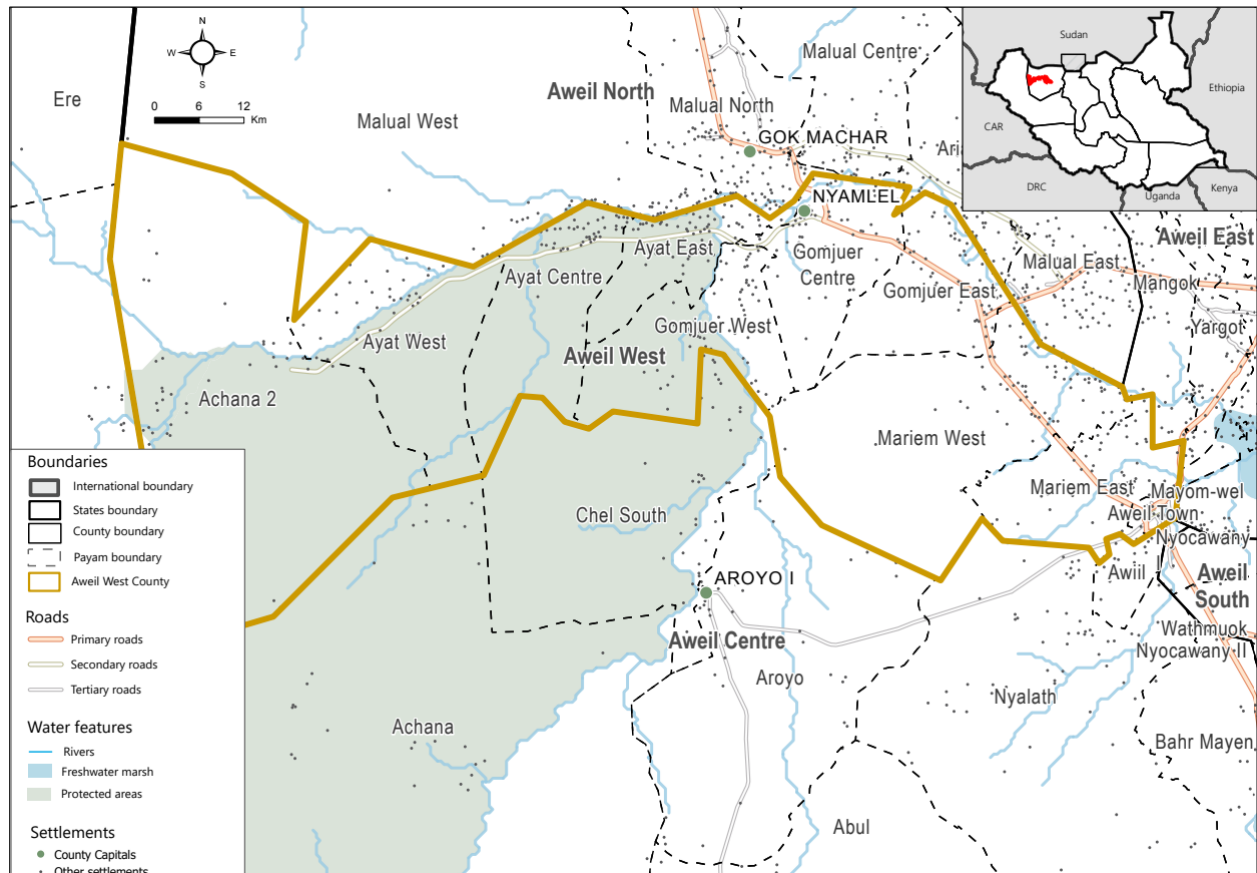 N
W E
S
0 6 12
Km
Ere
Malual West
Aweil North
Malual Centre
Malual North
GOK MACHAR
NYAMLEL
Sudan
Ethiopia
CAR
DRC
Uganda
Kenya
Aweil East
Ayat East
Gomjuer
Centre
Malual East
Ayat Centre
Gomjuer East
Mangok
Yargot
Gomjuer West
Ayat West
Aweil West
Achana 2
Mariem West
Mariem East
Mayom-wel
Aweil Town
Nyocawany
Chel South
Awiil I
Aweil
South
AROYO I
Aweil Centre
Wathmuok
Nyocawany II
Aroyo
Nyalath
Achana
Bahr Mayen
Abul
Boundaries
International boundary
States boundary
County boundary
Payam boundary
Aweil West County
Roads
Primary roads
Secondary roads
Tertiary roads
Water features
Rivers
Freshwater marsh
Protected areas
Settlements
County Capitals
Other settlements